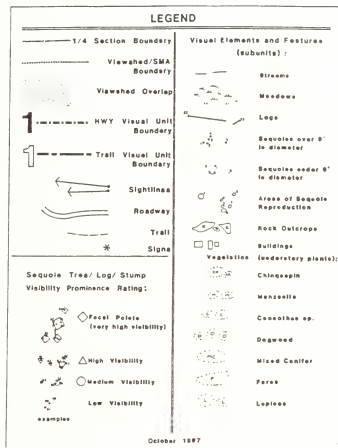 LEGEND
1/4 Section Boundary
Viewshed/SMA
Boundary
Viewshed Overlap
1 HWY Visual Unit
Boundary
1 Trail Visual Unit
Boundary
Sightlines
Roadway
Trail
* Signs
Sequoia Tree/ Log/ Stump
Visibility Prominence Rating:
Focal Points
(very high visibility)
High Visibility
Medium Visibility
Low Visibility
examples
Visual Elements and Features
(subunits) :
Streams
Meadows
Logs
Sequoias over 8'
in diameter
Sequoias under 8'
in diameter
Areas of Sequoia
Reproduction
Rock Outcrops
Buildings
Vegetation (understory plants):
Chinquapin
Manzanita
Ceanothus sp.
Dogwood
Mixed Conifer
Ferns
Lupines
October 1987